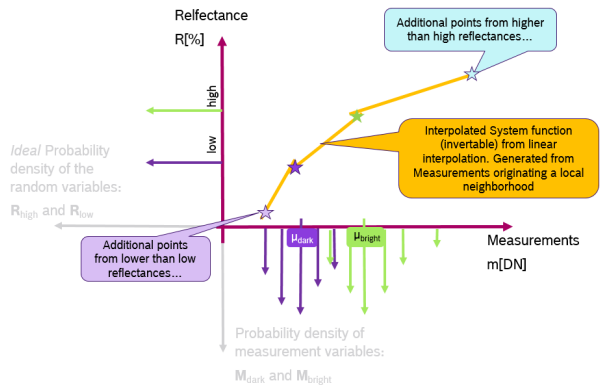 Relfectance
R[%]
Additional points from higher
than high reflectances…
high
low
Interpolated System function
(invertable) from linear
interpolation. Generated from
Measurements originating a local
neighborhood
Ideal Probability
density of the
random variables:
Rhigh and Rlow
Additional points
from lower than low
reflectances…
μdark
μbright
Measurements
m[DN]
Probability density of
measurement variables:
Mdark and Mbright